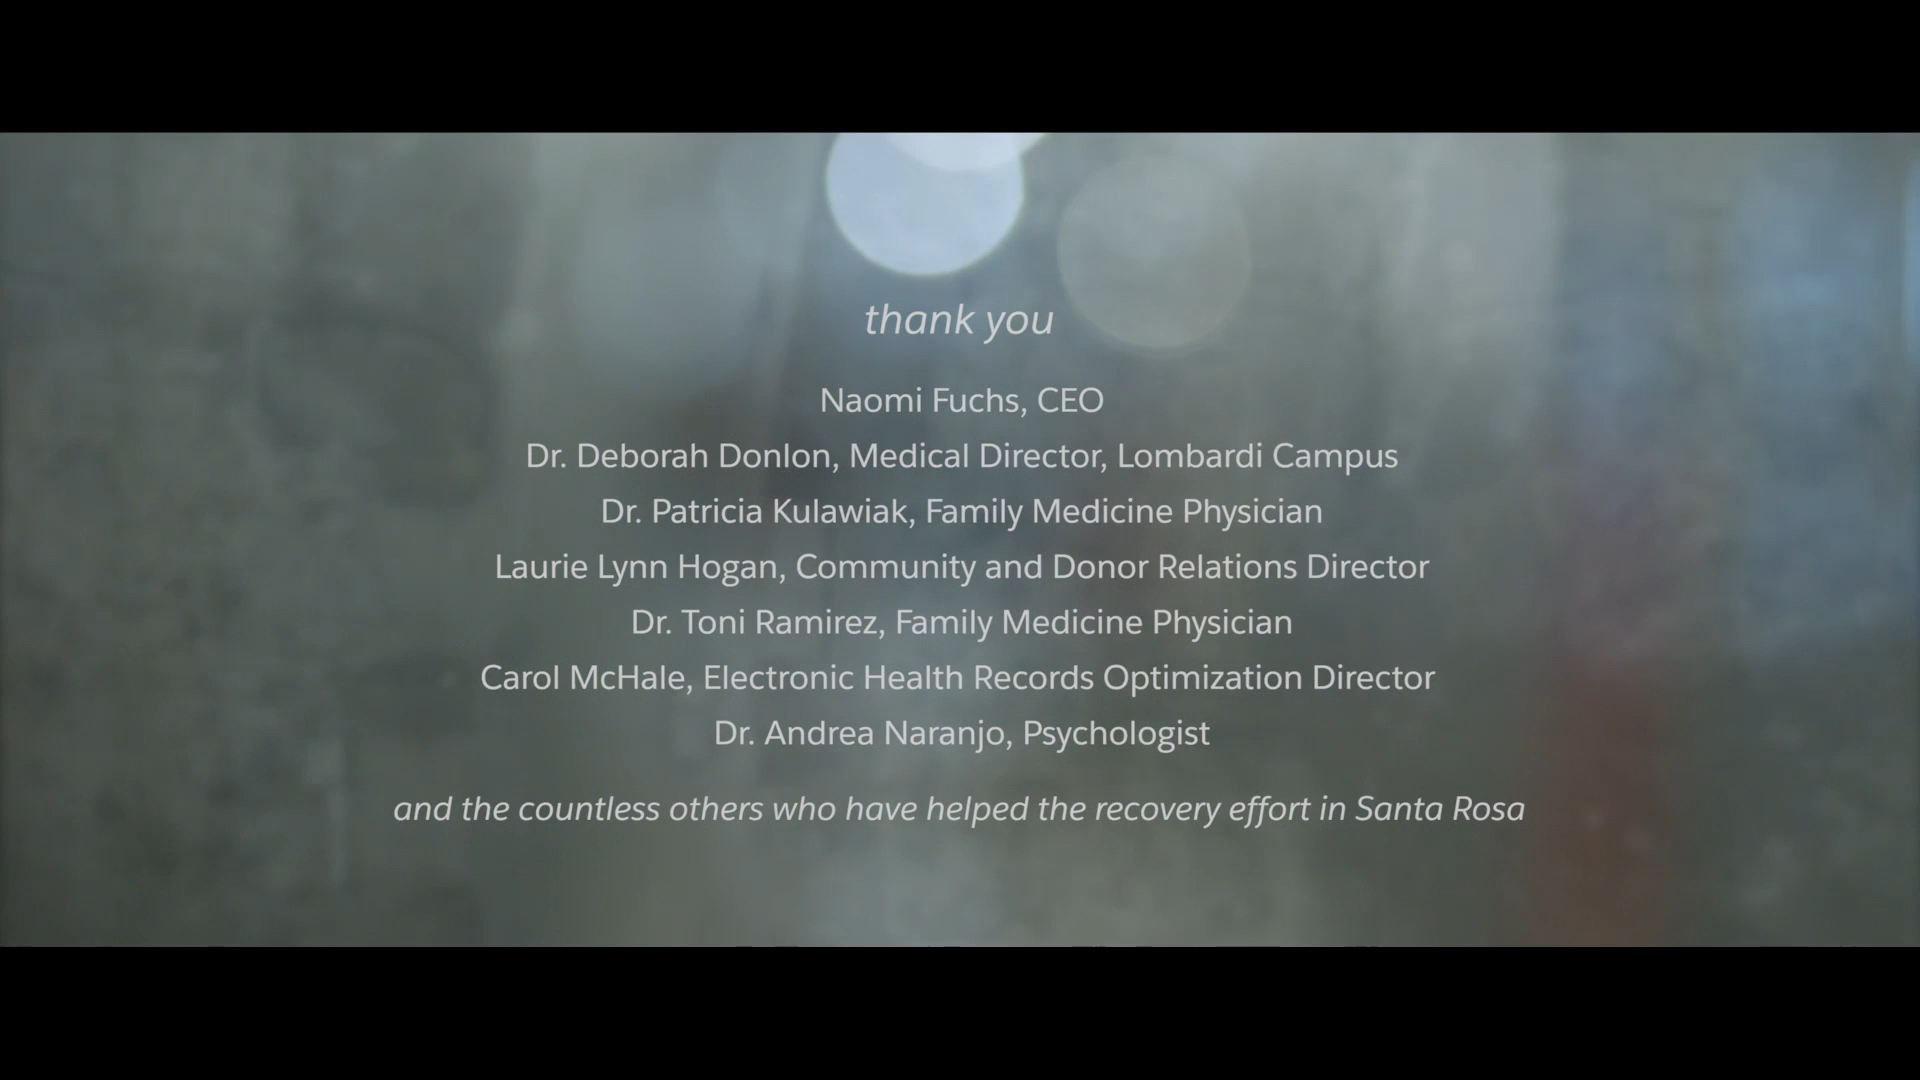 thank you
Naomi Fuchs, CEO
Dr. Deborah Donlon, Medical Director, Lombardi Campus
Dr. Patricia Kulawiak, Family Medicine Physician
Laurie Lynn Hogan, Community and Donor Relations Director
Dr. Toni Ramirez, Family Medicine Physician
Carol McHale, Electronic Health Records Optimization Director
Dr. Andrea Naranjo, Psychologist
and the countless others who have helped the recovery effort in Santa Rosa